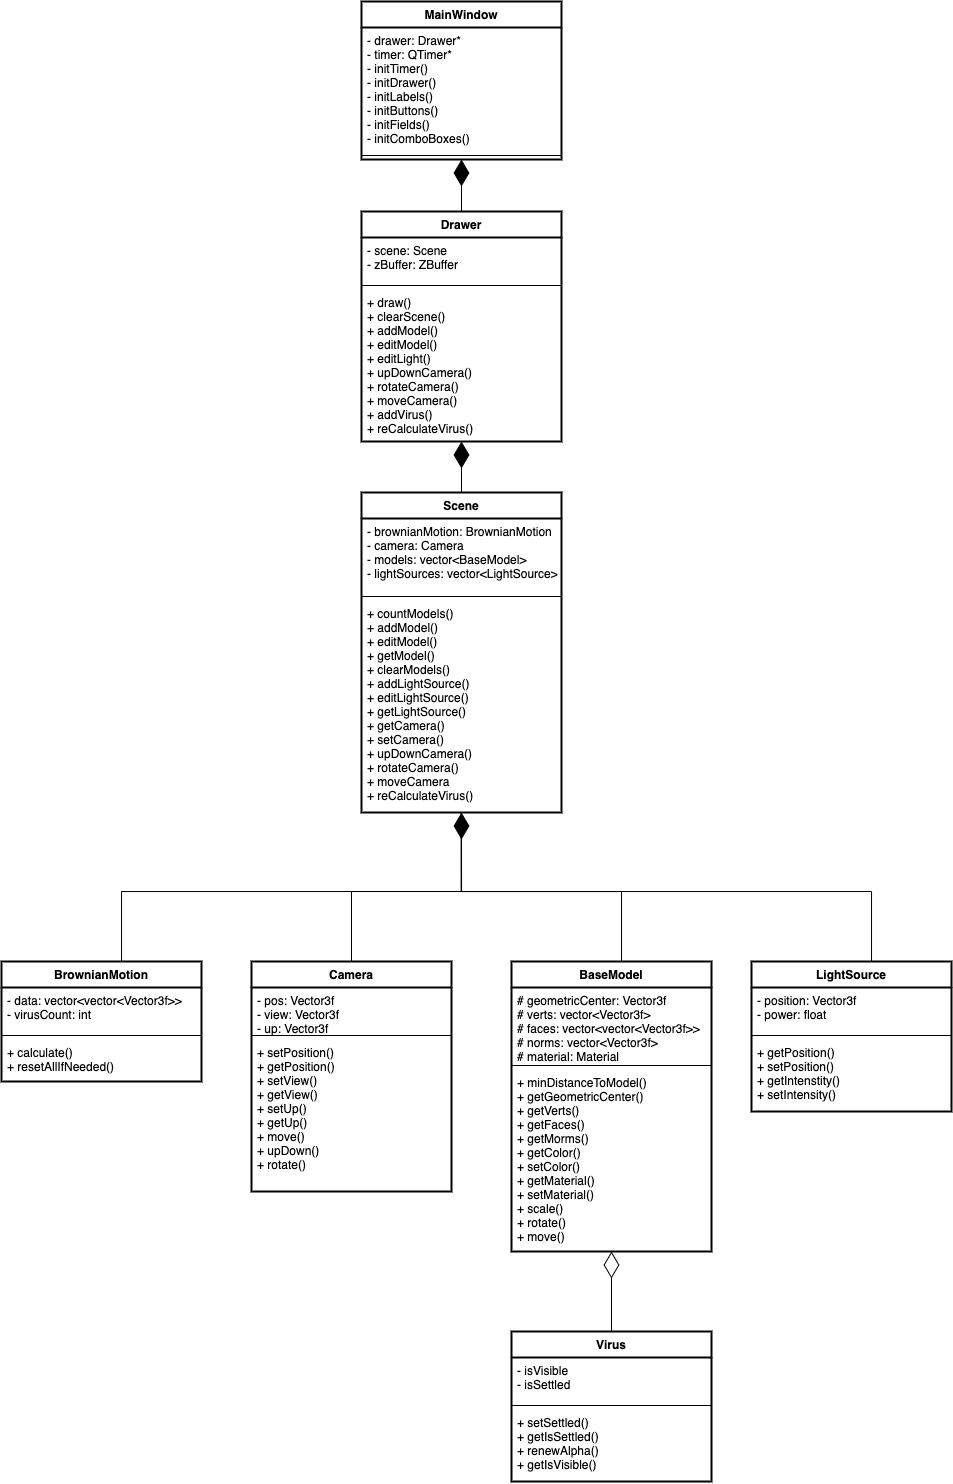 MainWindow
- drawer: Drawer*
- timer: QTimer*
- initTimer()
- initDrawer()
- initLabels()
- initButtons()
- initFields()
- initComboBoxes()
Drawer
- scene: Scene
- zBuffer: ZBuffer
+ draw()
+ clearScene()
+ addModel()
+ editModel()
+ editLight()
+ upDownCamera()
+ rotateCamera()
+ moveCamera()
+ addVirus()
+ reCalculateVirus()
Scene
- brownianMotion: BrownianMotion
- camera: Camera
- models: vector<BaseModel>
- lightSources: vector<LightSource>
+ countModels()
+ addModel()
+ editModel()
+ getModel()
+ clearModels()
+ addLightSource()
+ editLightSource()
+ getLightSource()
+ getCamera()
+ setCamera()
+ upDownCamera()
+ rotateCamera()
+ moveCamera
+ reCalculateVirus()
BrownianMotion
- data: vector<vector<Vector3f>>
- virusCount: int
+ calculate()
+ resetAllIfNeeded()
Camera
- pos: Vector3f
- view: Vector3f
- up: Vector3f
+ setPosition()
+ getPosition()
+ setView()
+ getView()
+ setUp()
+ getUp()
+ move()
+ upDown()
+ rotate()
BaseModel
# geometricCenter: Vector3f
# verts: vector<Vector3f>
# faces: vector<vector<Vector3f>>
# norms: vector<Vector3f>
# material: Material
+ minDistanceToModel()
+ getGeometricCenter()
+ getVerts()
+ getFaces()
+ getMorms()
+ getColor()
+ setColor()
+ getMaterial()
+ setMaterial()
+ scale()
+ rotate()
+ move()
LightSource
- position: Vector3f
- power: float
+ getPosition()
+ setPosition()
+ getIntenstity()
+ setIntensity()
Virus
- isVisible
- isSettled
+ setSettled()
+ getIsSettled()
+ renewAlpha()
+ getIsVisible()